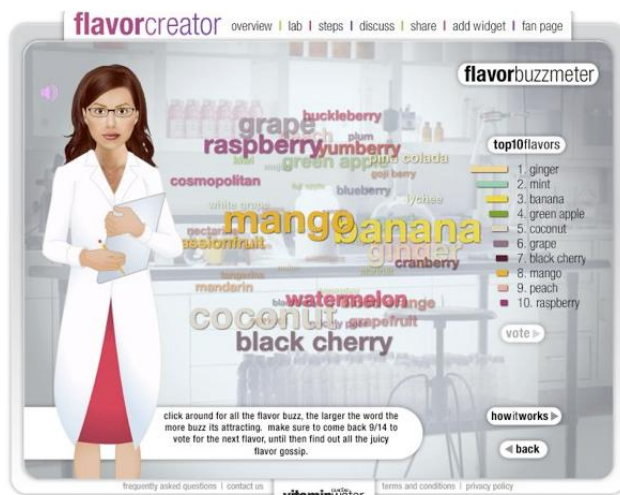 flavorcreator overview | lab | steps | discuss | share | add widget | fan page
flavorbuzzmeter
huckleberry
grape
plum
raspberry yumberry
green apple pina colada
goji berry
cosmopolitan
blueberry
white grape lychee
mango banana
nectarine
assionfruit ginger
cranberry
tangerine
mandarin
watermelon
coconut grapefruit
black cherry
top10flavors
1. ginger
2. mint
3. banana
4. green apple
5. coconut
6. grape
7. black cherry
8. mango
9. peach
10. raspberry
vote
click around for all the flavor buzz, the larger the word the
more buzz its attracting. make sure to come back 9/14 to
vote for the next flavor, until then find out all the juicy
flavor gossip.
howitworks
back
frequently asked questions | contact us
terms and conditions | privacy policy